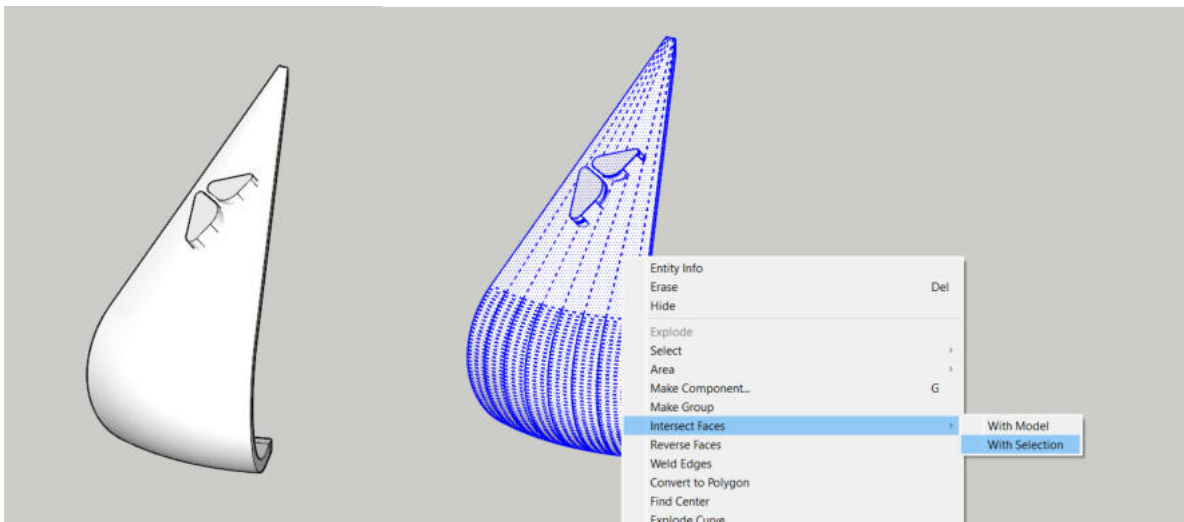 Entity Info
Erase Del
Hide
Explode
Select
Area
Make Component... G
Make Group
Intersect Faces
With Model
Reverse Faces
With Selection
Weld Edges
Convert to Polygon
Find Center
Explode Curve